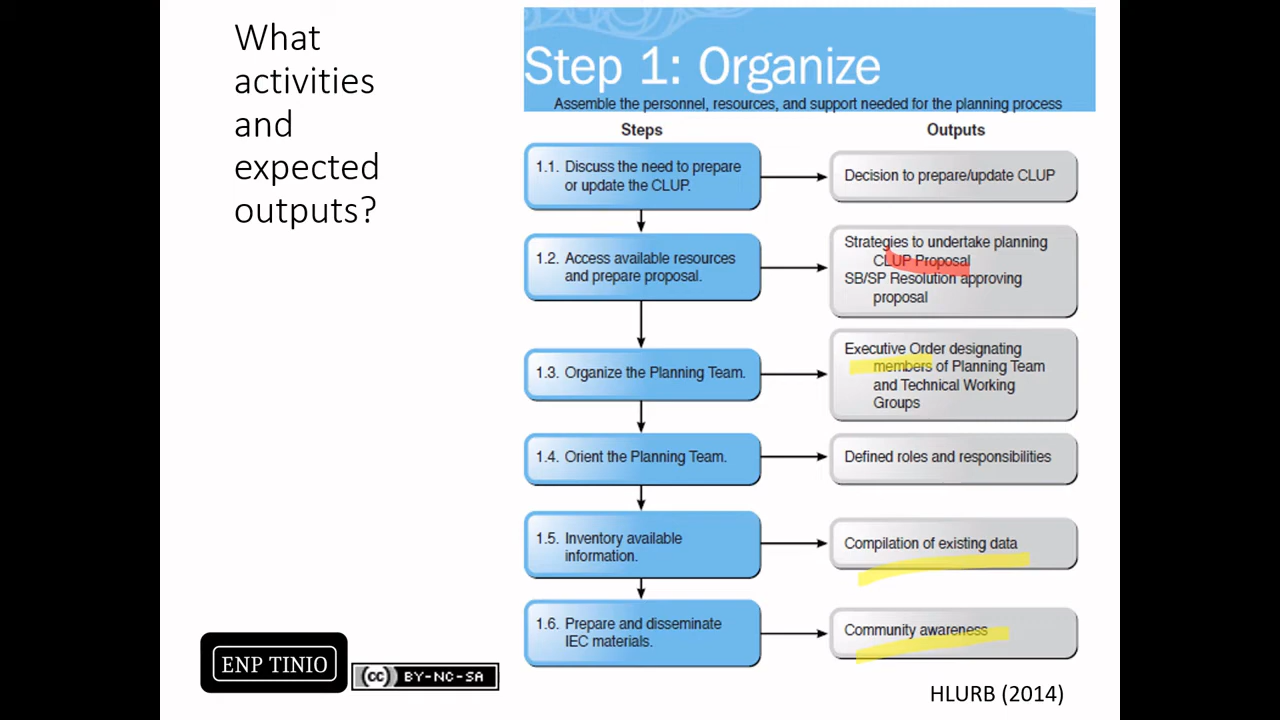 What
activities
and
expected
outputs?
Step 1: Organize
Assemble the personnel, resources, and support needed for the planning process
Steps
Outputs
1.1. Discuss the need to prepare
or update the CLUP.
Decision to prepare/update CLUP
1.2. Access available resources
and prepare proposal.
Strategies to undertake planning
CLUP Proposal
SB/SP Resolution approving
proposal
1.3. Organize the Planning Team.
Executive Order designating
members of Planning Team
and Technical Working
Groups
1.4. Orient the Planning Team.
Defined roles and responsibilities
1.5. Inventory available
information.
Compilation of existing data
1.6. Prepare and disseminate
IEC materials.
Community awareness
ENP TINIO
cc BY-NC-SA
HLURB (2014)